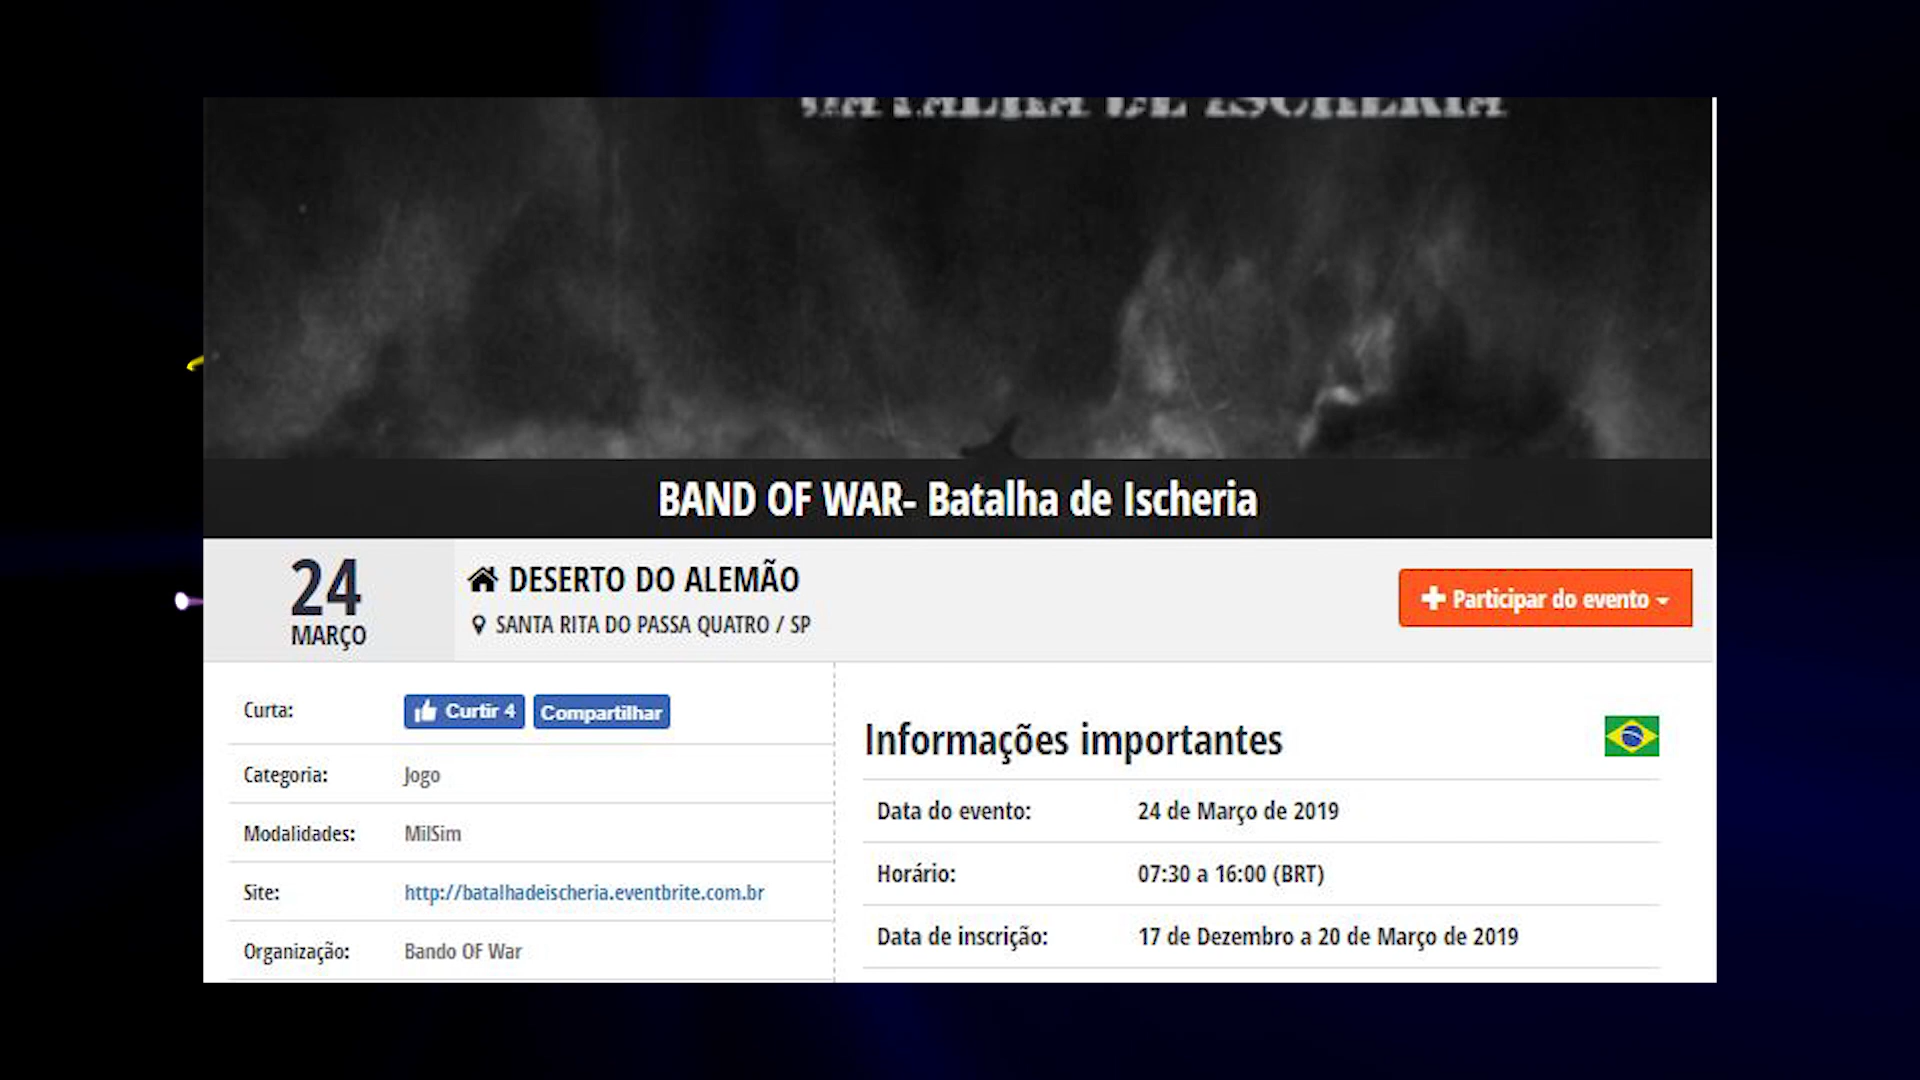 BATALHA DE ISCHERIA
BAND OF WAR- Batalha de Ischeria
24
MARÇO
DESERTO DO ALEMÃO
SANTA RITA DO PASSA QUATRO / SP
Participar do evento
Curta:
Curtir 4
Compartilhar
Categoria:
Jogo
Modalidades:
MilSim
Site:
http://batalhadeischeria.eventbrite.com.br
Organização:
Bando OF War
Informações importantes
Data do evento:
24 de Março de 2019
Horário:
07:30 a 16:00 (BRT)
Data de inscrição:
17 de Dezembro a 20 de Março de 2019